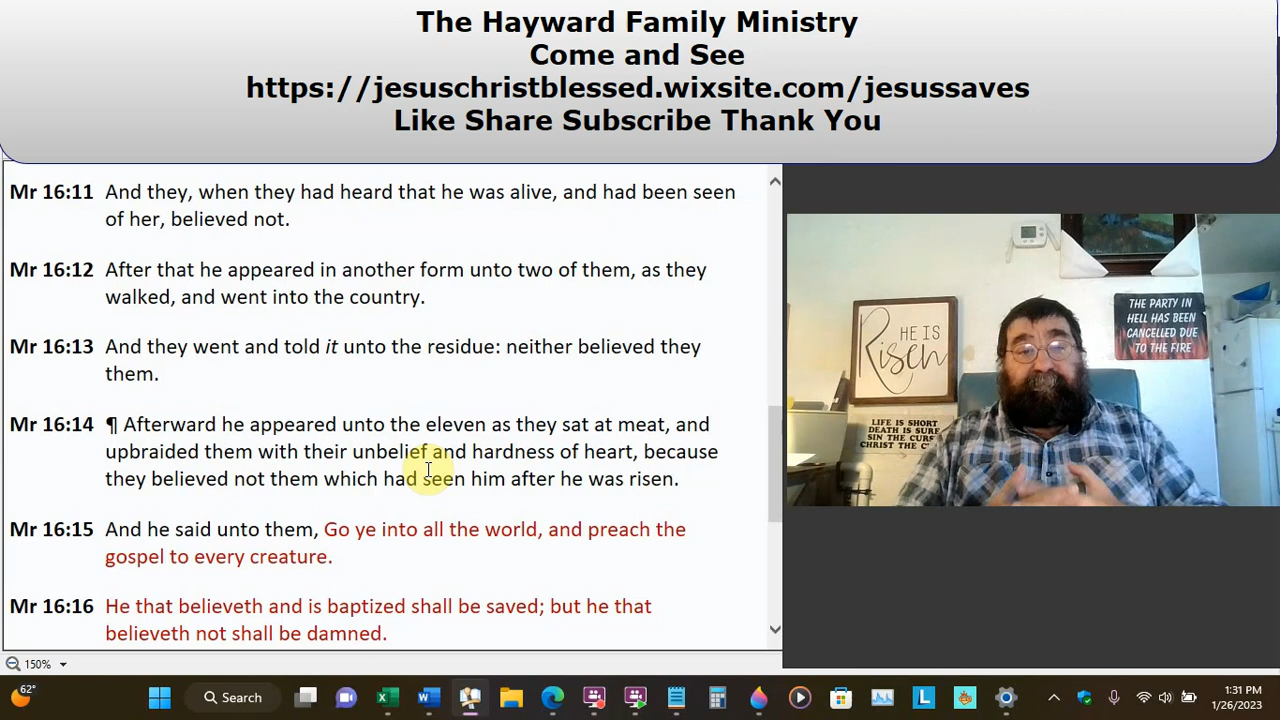 The Hayward Family Ministry
Come and See
https://jesuschristblessed.wixsite.com/jesussaves
Like Share Subscribe Thank You
Mr 16:11 And they, when they had heard that he was alive, and had been seen
of her, believed not.
Mr 16:12 After that he appeared in another form unto two of them, as they
walked, and went into the country.
Mr 16:13 And they went and told it unto the residue: neither believed they
them.
Mr 16:14 ¶ Afterward he appeared unto the eleven as they sat at meat, and
upbraided them with their unbelief and hardness of heart, because
they believed not them which had seen him after he was risen.
Mr 16:15 And he said unto them, Go ye into all the world, and preach the
gospel to every creature.
Mr 16:16 He that believeth and is baptized shall be saved; but he that
believeth not shall be damned.
HE IS
Risen
THE PARTY IN
HELL HAS BEEN
CANCELLED DUE
TO THE FIRE
LIFE IS SHORT
DEATH IS SURE
SIN THE CURS
CHRIST THE C
150%
62°
Search
1:31 PM
1/26/2023